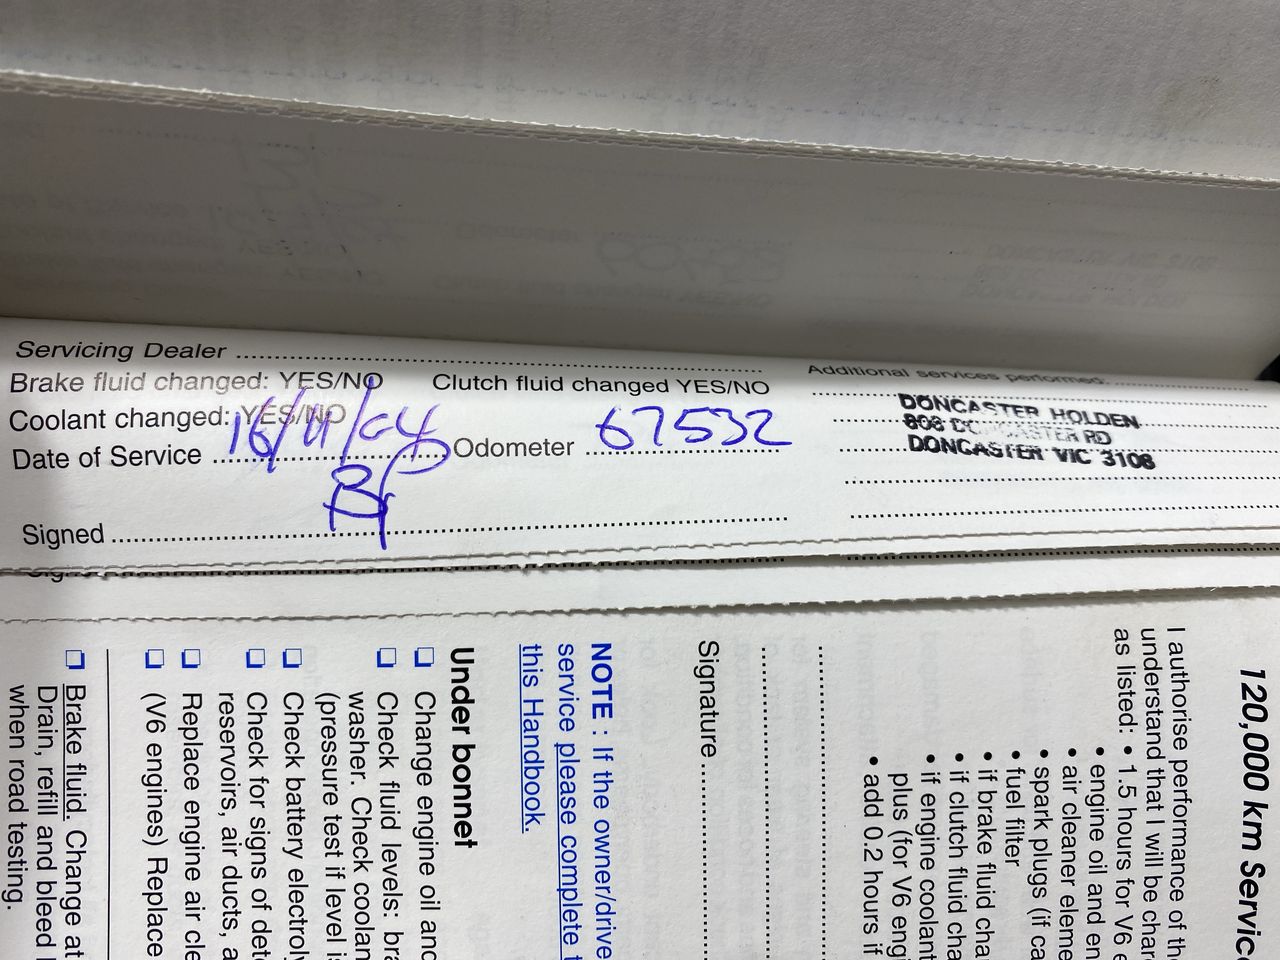 Servicing Dealer
Brake fluid changed: YES/NO Clutch fluid changed YES/NO
Coolant changed: YES/NO
Date of Service Odometer 67532
Signed
Additional services performed
DONCASTER HOLDEN
DONCASTER RD
DONCASTER VIC 3108
120,000 km Servic
I authorise performance of th
understand that I will be char
as listed: • 1.5 hours for V6 e
• engine oil and en
• air cleaner eleme
• spark plugs (if ca
• fuel filter
• if brake fluid cha
• if clutch fluid cha
• if engine coolant
plus (for V6 engi
• add 0.2 hours if
Signature
NOTE : If the owner/drive
service please complete t
this Handbook.
Under bonnet
Change engine oil and
Check fluid levels: bra
washer. Check coolan
(pressure test if level i
Check battery electroly
Check for signs of det
reservoirs, air ducts, a
Replace engine air cle
(V6 engines) Replace
Brake fluid. Change at
Drain, refill and bleed
when road testing.